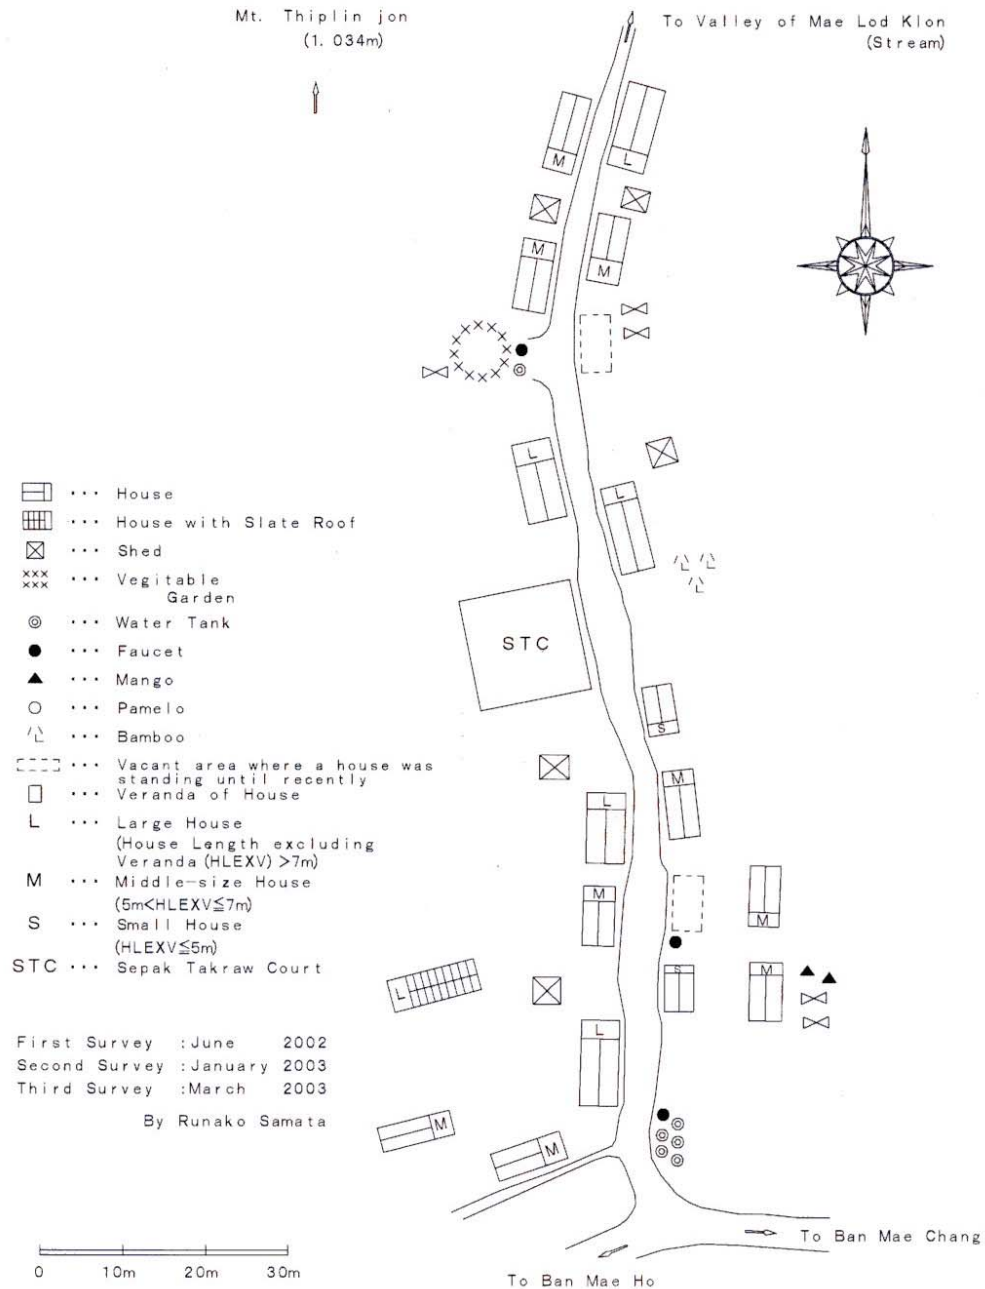 Mt. Thiplin jon
(1. 034m)
To Valley of Mae Lod Klon
(Stream)
M
L
M
M
L
L
STC
S
M
L
M
M
S
M
L
L
M
M
... House
... House with Slate Roof
... Shed
... Vegitable
Garden
... Water Tank
... Faucet
... Mango
... Pamelo
... Bamboo
... Vacant area where a house was
standing until recently
... Veranda of House
L ... Large House
(House Length excluding
Veranda (HLEXV) >7m)
M ... Middle-size House
(5m<HLEXV≦7m)
S ... Small House
(HLEXV≦5m)
STC ... Sepak Takraw Court
First Survey :June 2002
Second Survey :January 2003
Third Survey :March 2003
By Runako Samata
0 10m 20m 30m
To Ban Mae Chang
To Ban Mae Ho